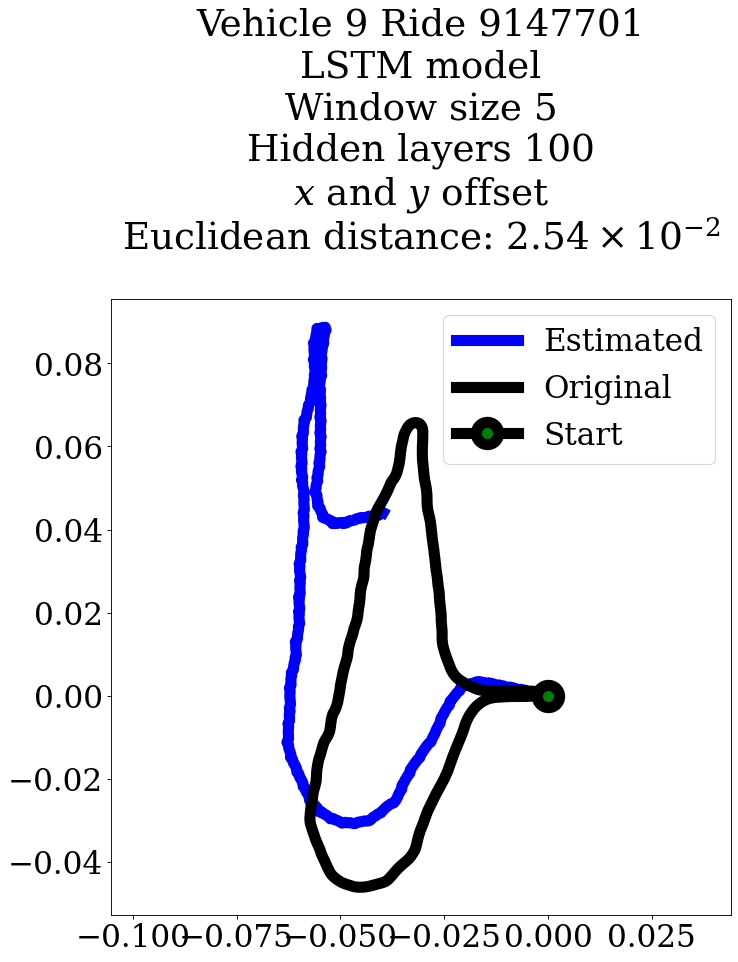 Vehicle 9 Ride 9147701
LSTM model
Window size 5
Hidden layers 100
x and y offset
Euclidean distance: 2.54 × 10⁻²
Estimated
Original
Start
0.08
0.06
0.04
0.02
0.00
−0.02
−0.04
−0.100 −0.075 −0.050 −0.025 0.000 0.025